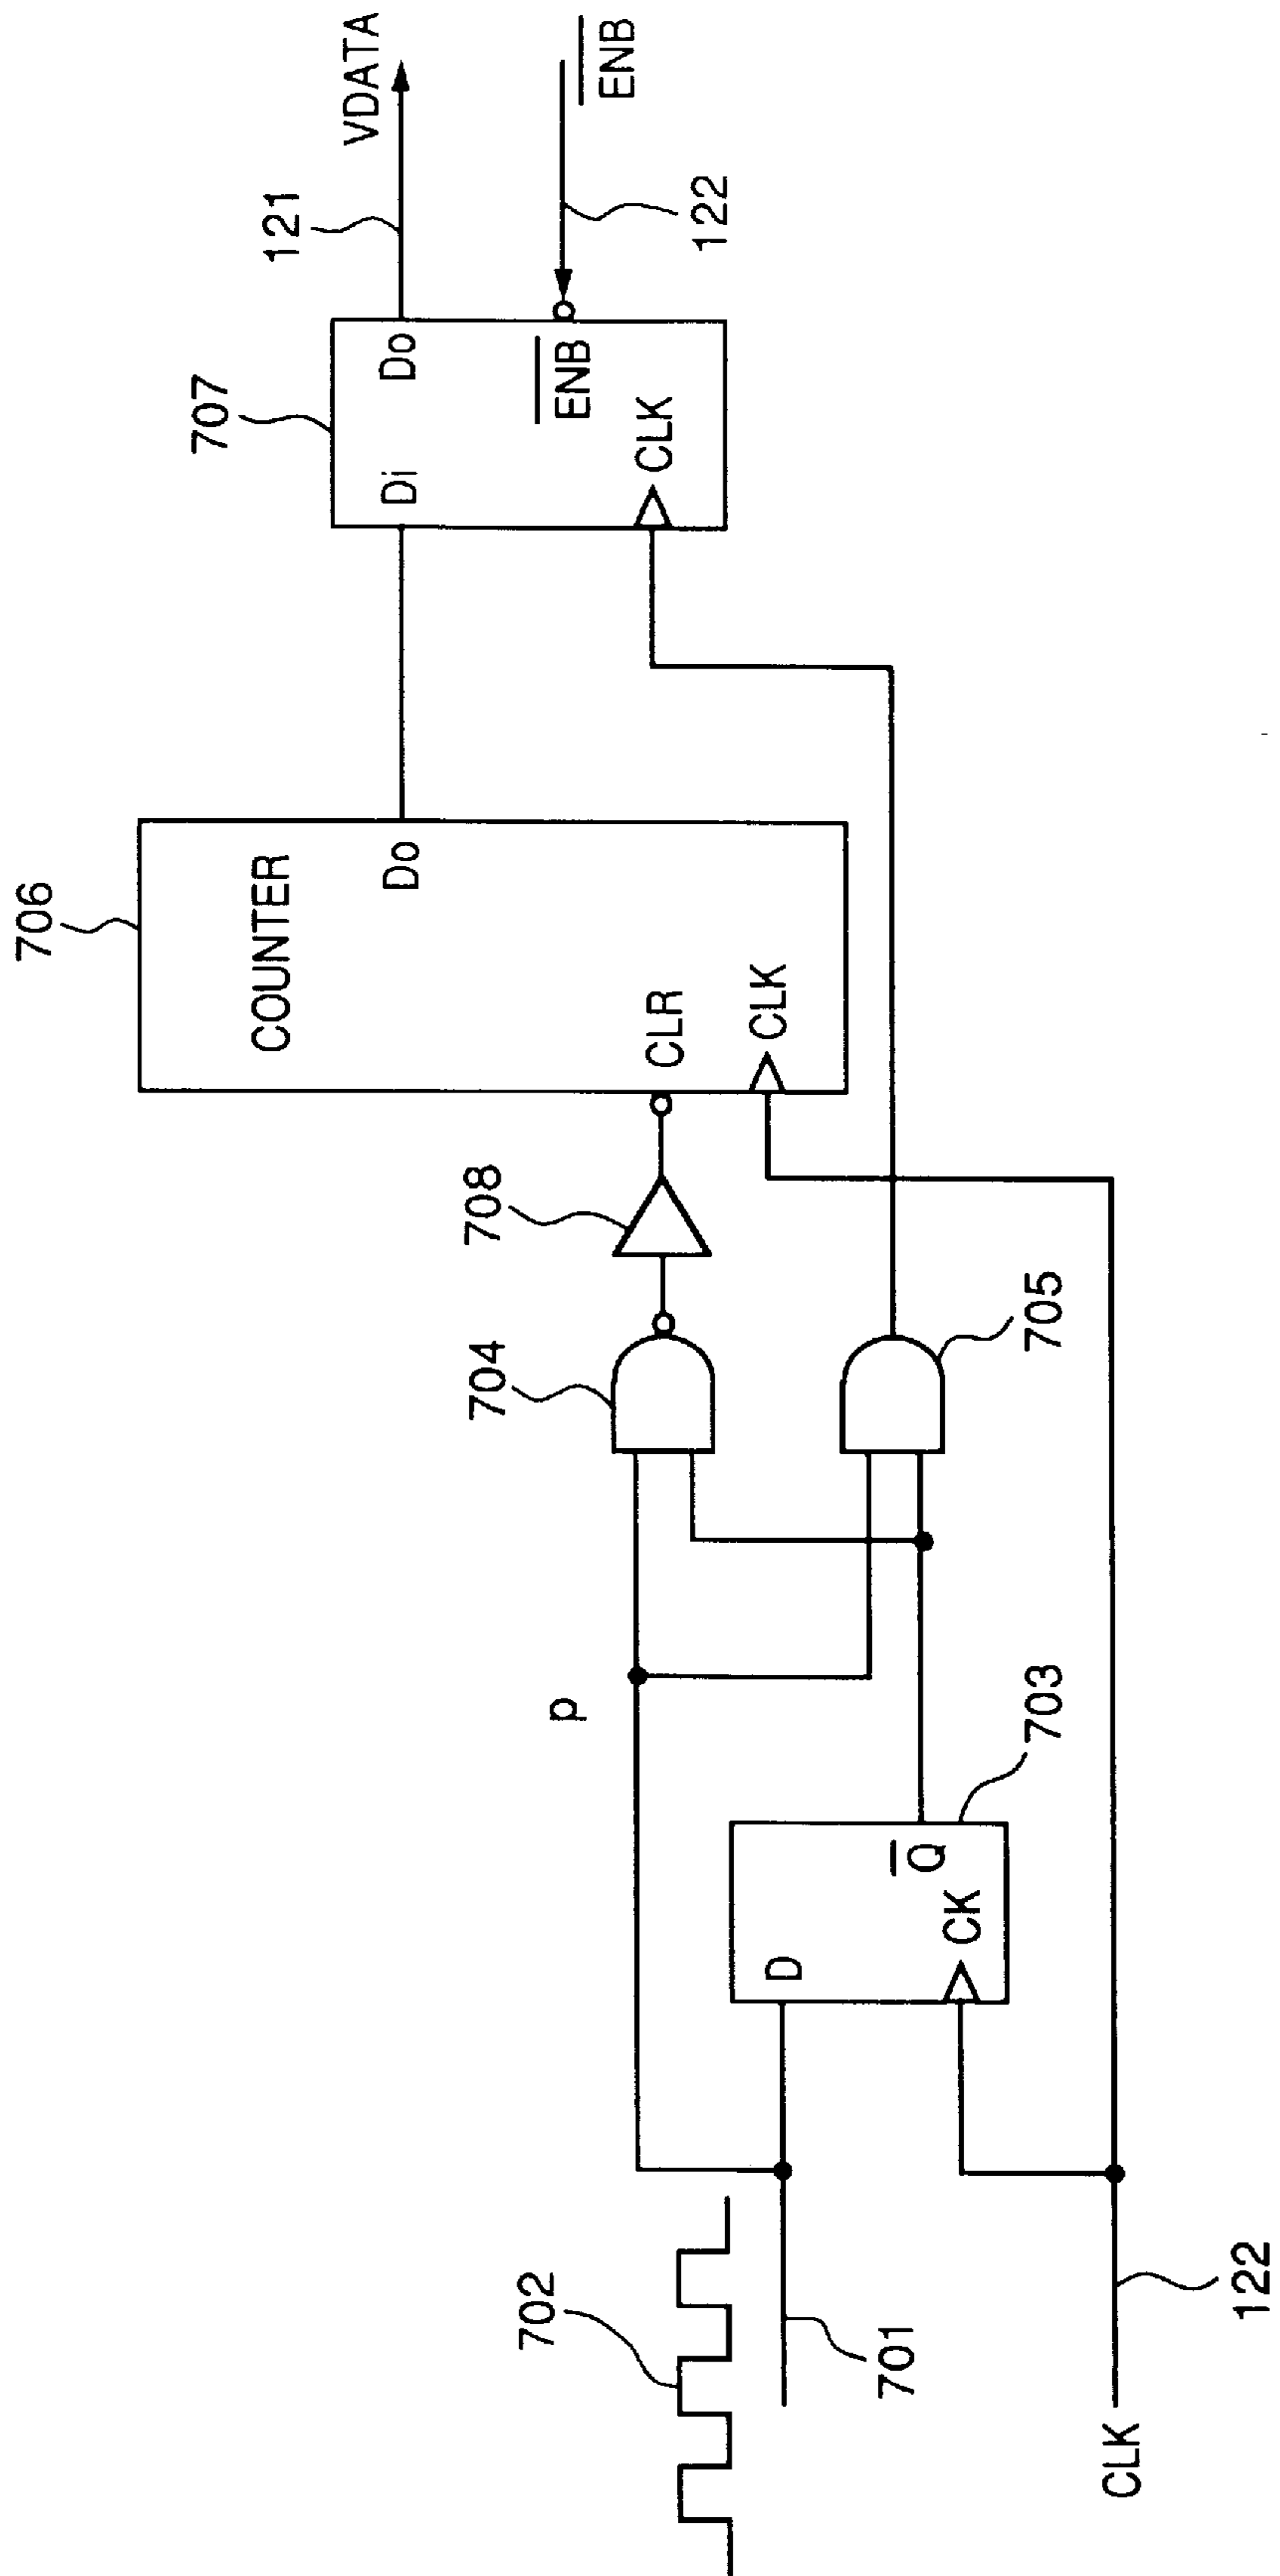 702
701
CLK
122
D
CK
Q
703
p
704
705
708
706
COUNTER
Do
CLR
CLK
707
Di
Do
ENB
CLK
121
VDATA
122
ENB